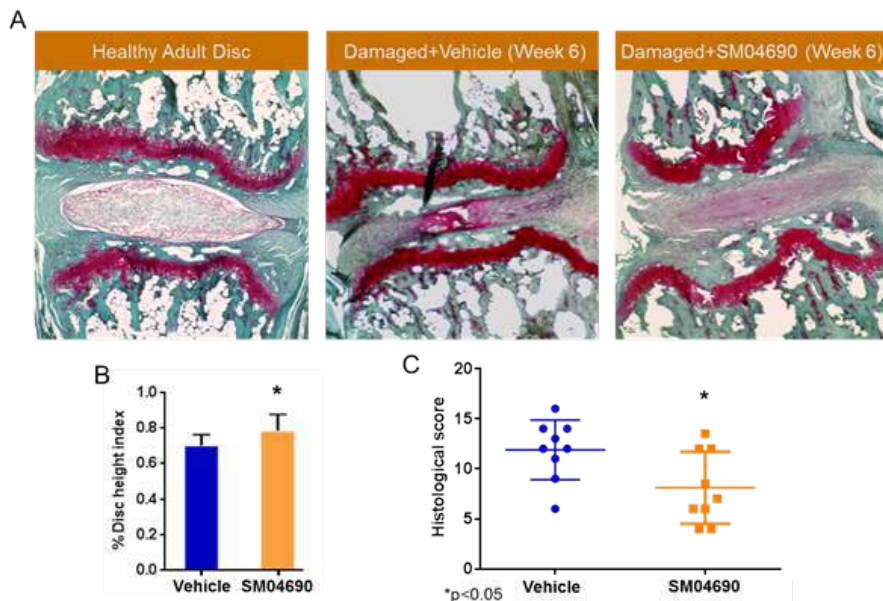 A
Healthy Adult Disc
Damaged+Vehicle (Week 6)
Damaged+SM04690 (Week 6)
B
% Disc height index
1.0
0.8
0.6
0.4
0.2
0.0
*
Vehicle
SM04690
C
Histological score
20
15
10
5
0
*
Vehicle
SM04690
*p<0.05